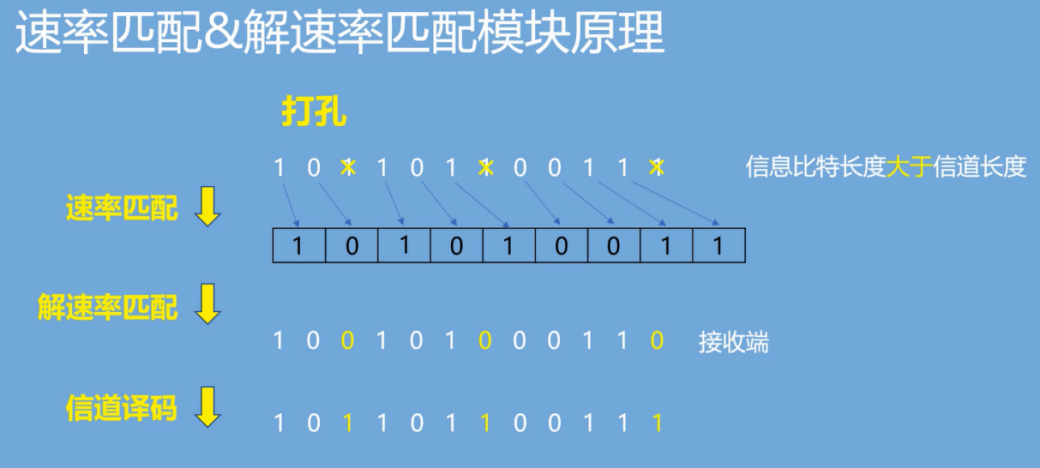 速率匹配&解速率匹配模块原理
打孔
1 0 1 1 0 1 1 0 0 1 1 1
信息比特长度大于信道长度
速率匹配
1 0 1 0 1 0 0 1 1
解速率匹配
1 0 0 1 0 1 0 0 0 1 1 0
接收端
信道译码
1 0 1 1 0 1 1 0 0 1 1 1